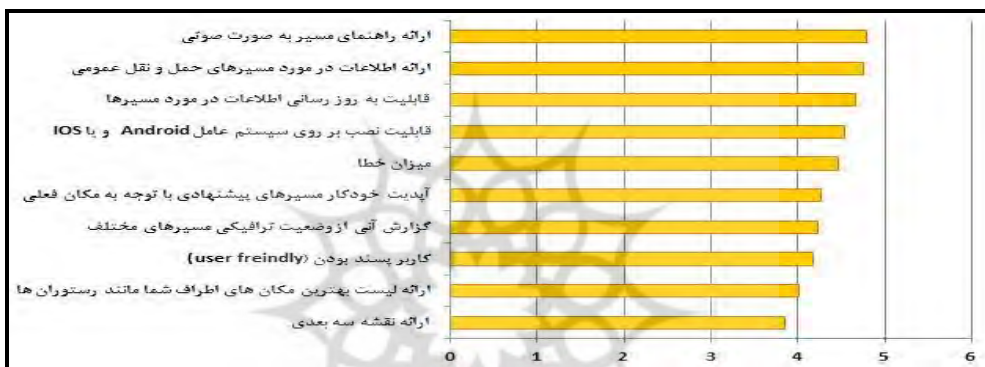 ارائه راهنمای مسیر به صورت صوتی
ارائه اطلاعات در مورد مسیرهای حمل و نقل عمومی
قابلیت به روز رسانی اطلاعات در مورد مسیرها
قابلیت نصب بر روی سیستم عامل Android و یا IOS
میزان خطا
آپدیت خودکار مسیرهای پیشنهادی با توجه به مکان فعلی
گزارش آنی از وضعیت ترافیکی مسیرهای مختلف
کاربر پسند بودن (user freindly)
ارائه لیست بهترین مکان های اطراف شما مانند رستوران ها
ارائه نقشه سه بعدی
0 1 2 3 4 5 6